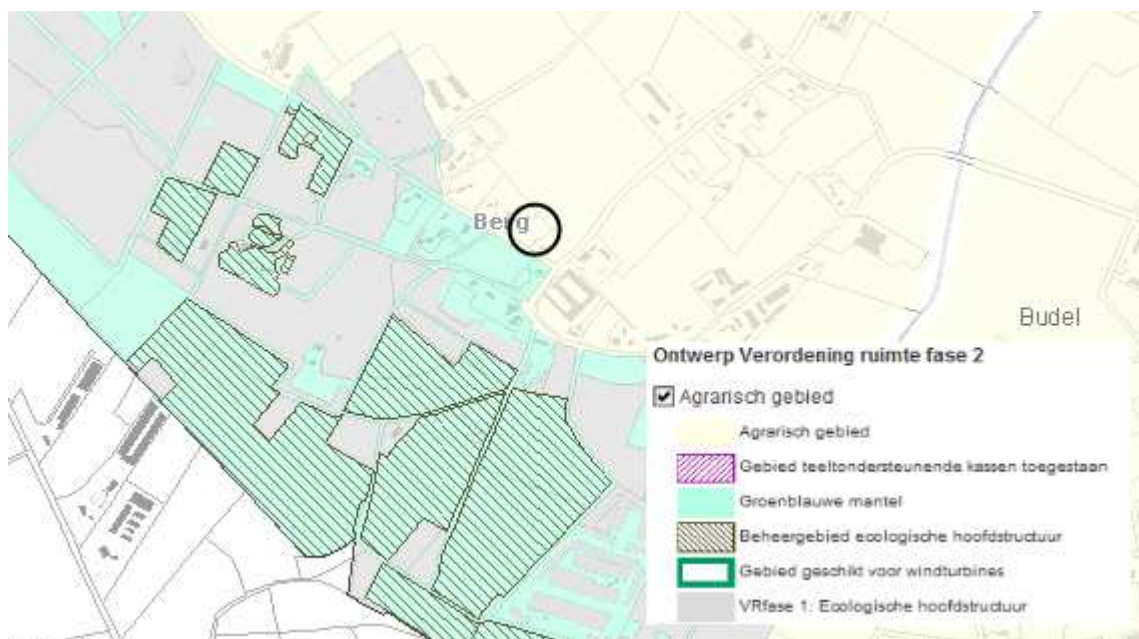 Berg
Budel
Ontwerp Verordening ruimte fase 2
Agrarisch gebied
Agrarisch gebied
Gebied teeltondersteunende kassen toegestaan
Groenblauwe mantel
Beheergebied ecologische hoofdstructuur
Gebied geschikt voor windturbines
VRfase 1: Ecologische hoofdstructuur